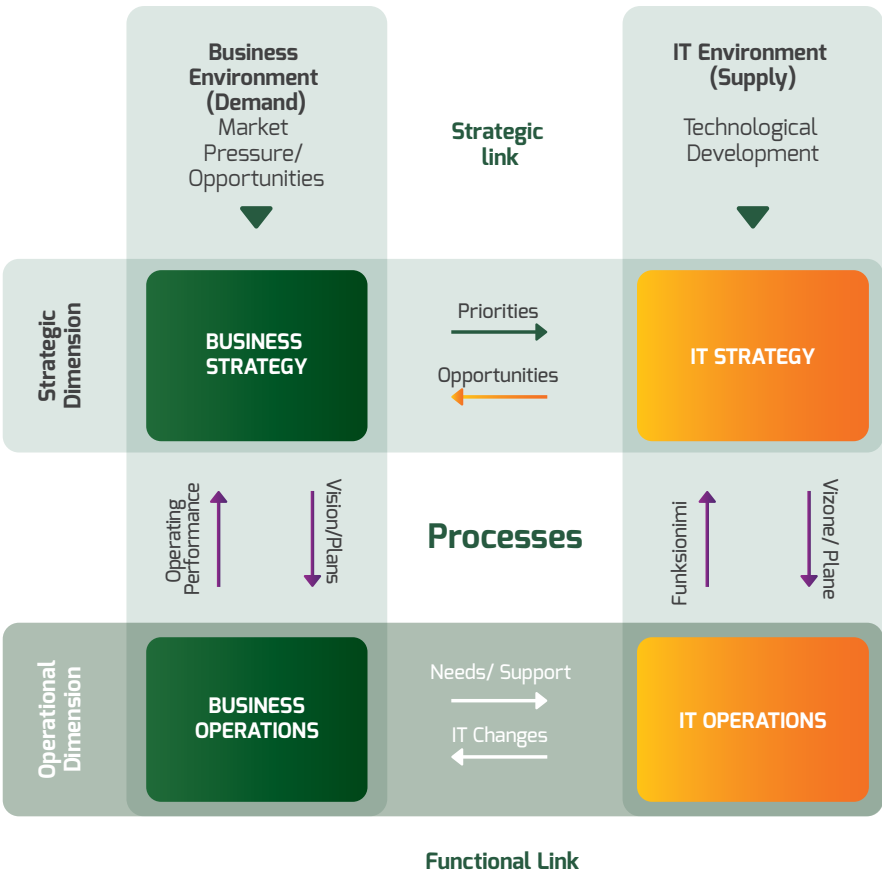 Business
Environment
(Demand)
Market
Pressure/
Opportunities
Strategic
link
IT Environment
(Supply)
Technological
Development
Strategic
Dimension
BUSINESS
STRATEGY
Priorities
Opportunities
IT STRATEGY
Operating
Performance
Vision/Plans
Processes
Funksionimi
Vizone/ Plane
Operational
Dimension
BUSINESS
OPERATIONS
Needs/ Support
IT Changes
IT OPERATIONS
Functional Link